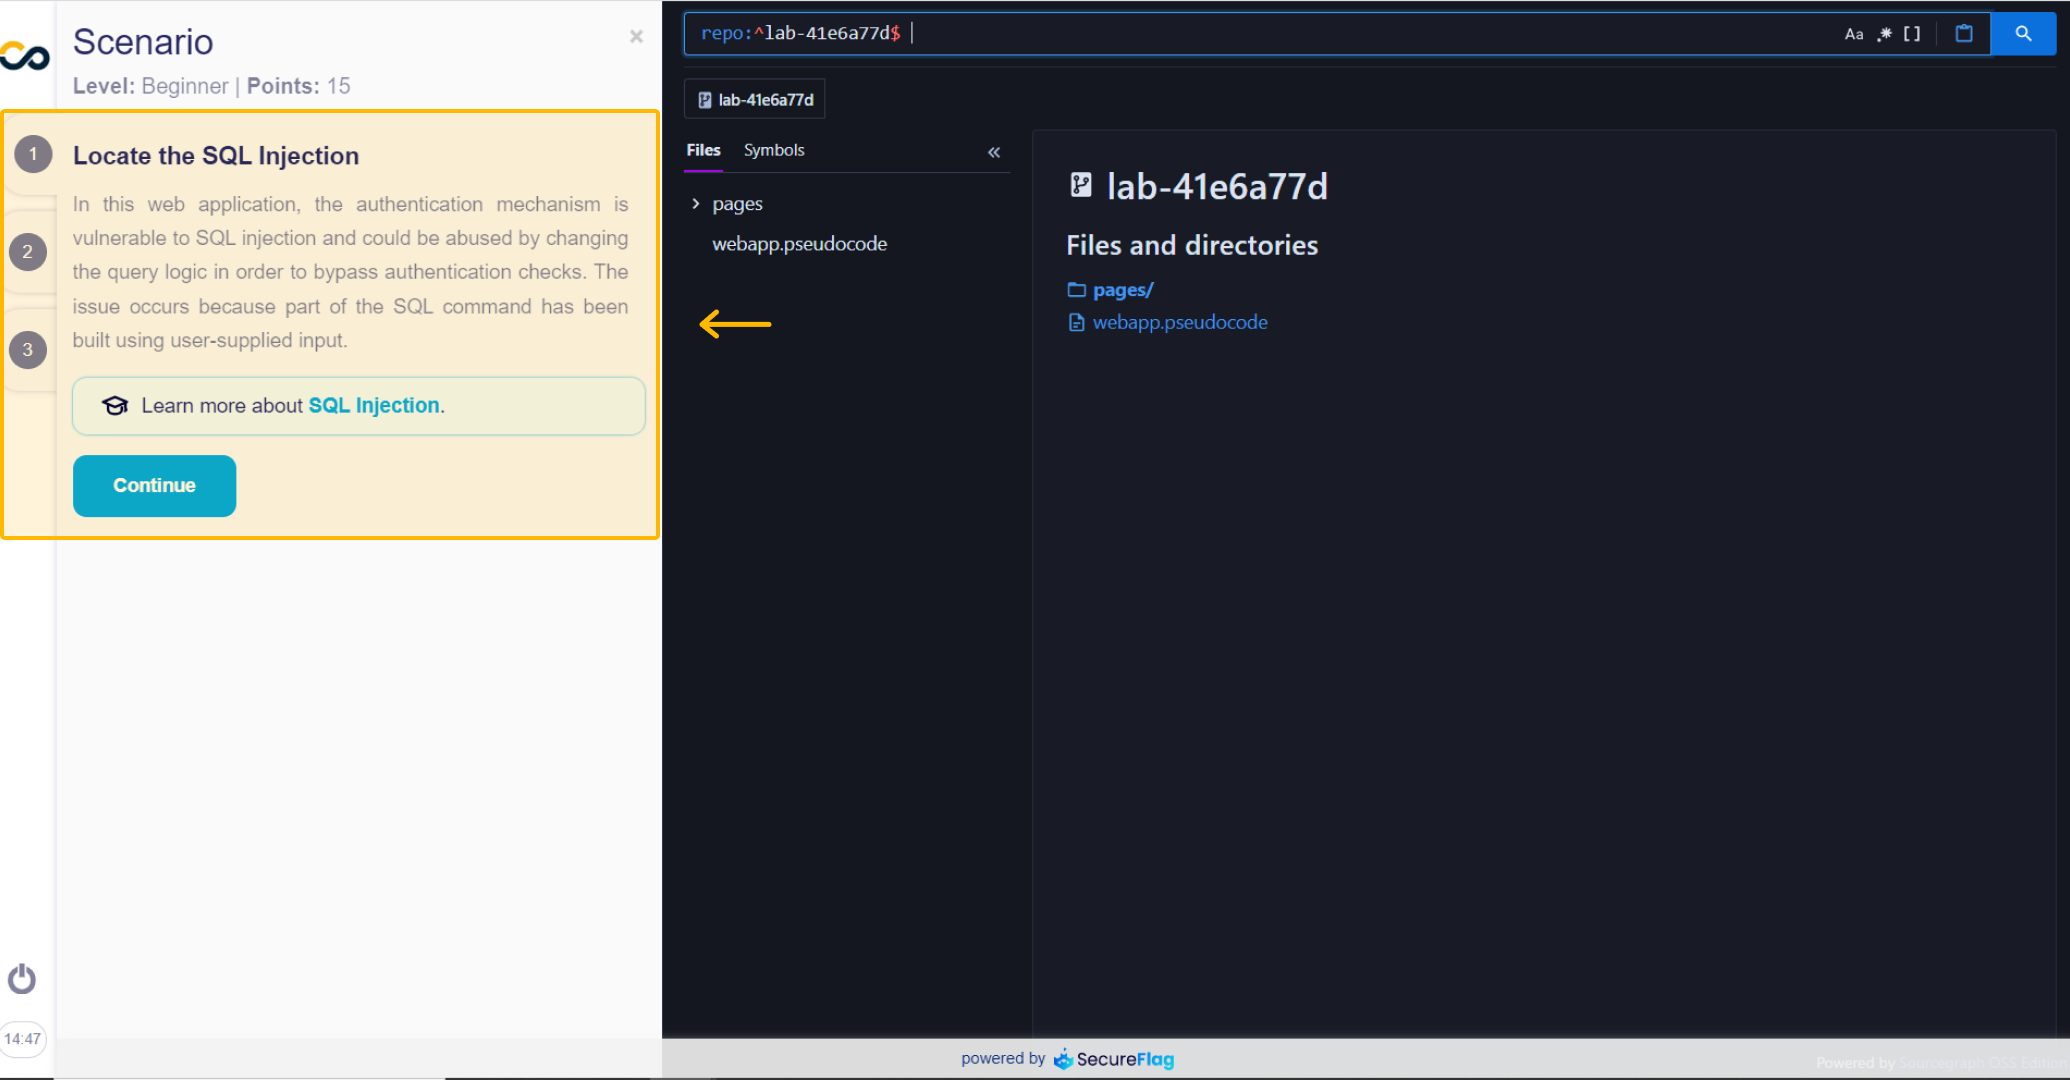 Scenario
Level: Beginner | Points: 15
1
Locate the SQL Injection
In this web application, the authentication mechanism is
vulnerable to SQL injection and could be abused by changing
the query logic in order to bypass authentication checks. The
issue occurs because part of the SQL command has been
built using user-supplied input.
2
3
Learn more about SQL Injection.
Continue
14:47
repo:^lab-41e6a77d$
Aa .* []
lab-41e6a77d
Files Symbols
pages
webapp.pseudocode
lab-41e6a77d
Files and directories
pages/
webapp.pseudocode
powered by SecureFlag
Powered by Sourcegraph OSS Edition